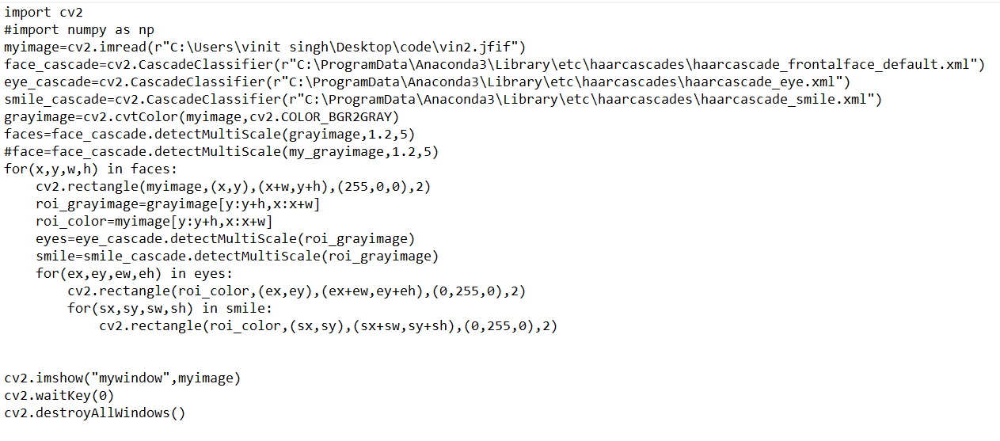 import cv2
#import numpy as np
myimage=cv2.imread(r"C:\Users\vinit singh\Desktop\code\vin2.jfif")
face_cascade=cv2.CascadeClassifier(r"C:\ProgramData\Anaconda3\Library\etc\haarcascades\haarcascade_frontalface_default.xml")
eye_cascade=cv2.CascadeClassifier(r"C:\ProgramData\Anaconda3\Library\etc\haarcascades\haarcascade_eye.xml")
smile_cascade=cv2.CascadeClassifier(r"C:\ProgramData\Anaconda3\Library\etc\haarcascades\haarcascade_smile.xml")
grayimage=cv2.cvtColor(myimage,cv2.COLOR_BGR2GRAY)
faces=face_cascade.detectMultiScale(grayimage,1.2,5)
#face=face_cascade.detectMultiScale(my_grayimage,1.2,5)
for(x,y,w,h) in faces:
    cv2.rectangle(myimage,(x,y),(x+w,y+h),(255,0,0),2)
    roi_grayimage=grayimage[y:y+h,x:x+w]
    roi_color=myimage[y:y+h,x:x+w]
    eyes=eye_cascade.detectMultiScale(roi_grayimage)
    smile=smile_cascade.detectMultiScale(roi_grayimage)
    for(ex,ey,ew,eh) in eyes:
        cv2.rectangle(roi_color,(ex,ey),(ex+ew,ey+eh),(0,255,0),2)
        for(sx,sy,sw,sh) in smile:
            cv2.rectangle(roi_color,(sx,sy),(sx+sw,sy+sh),(0,255,0),2)
cv2.imshow("mywindow",myimage)
cv2.waitKey(0)
cv2.destroyAllWindows()